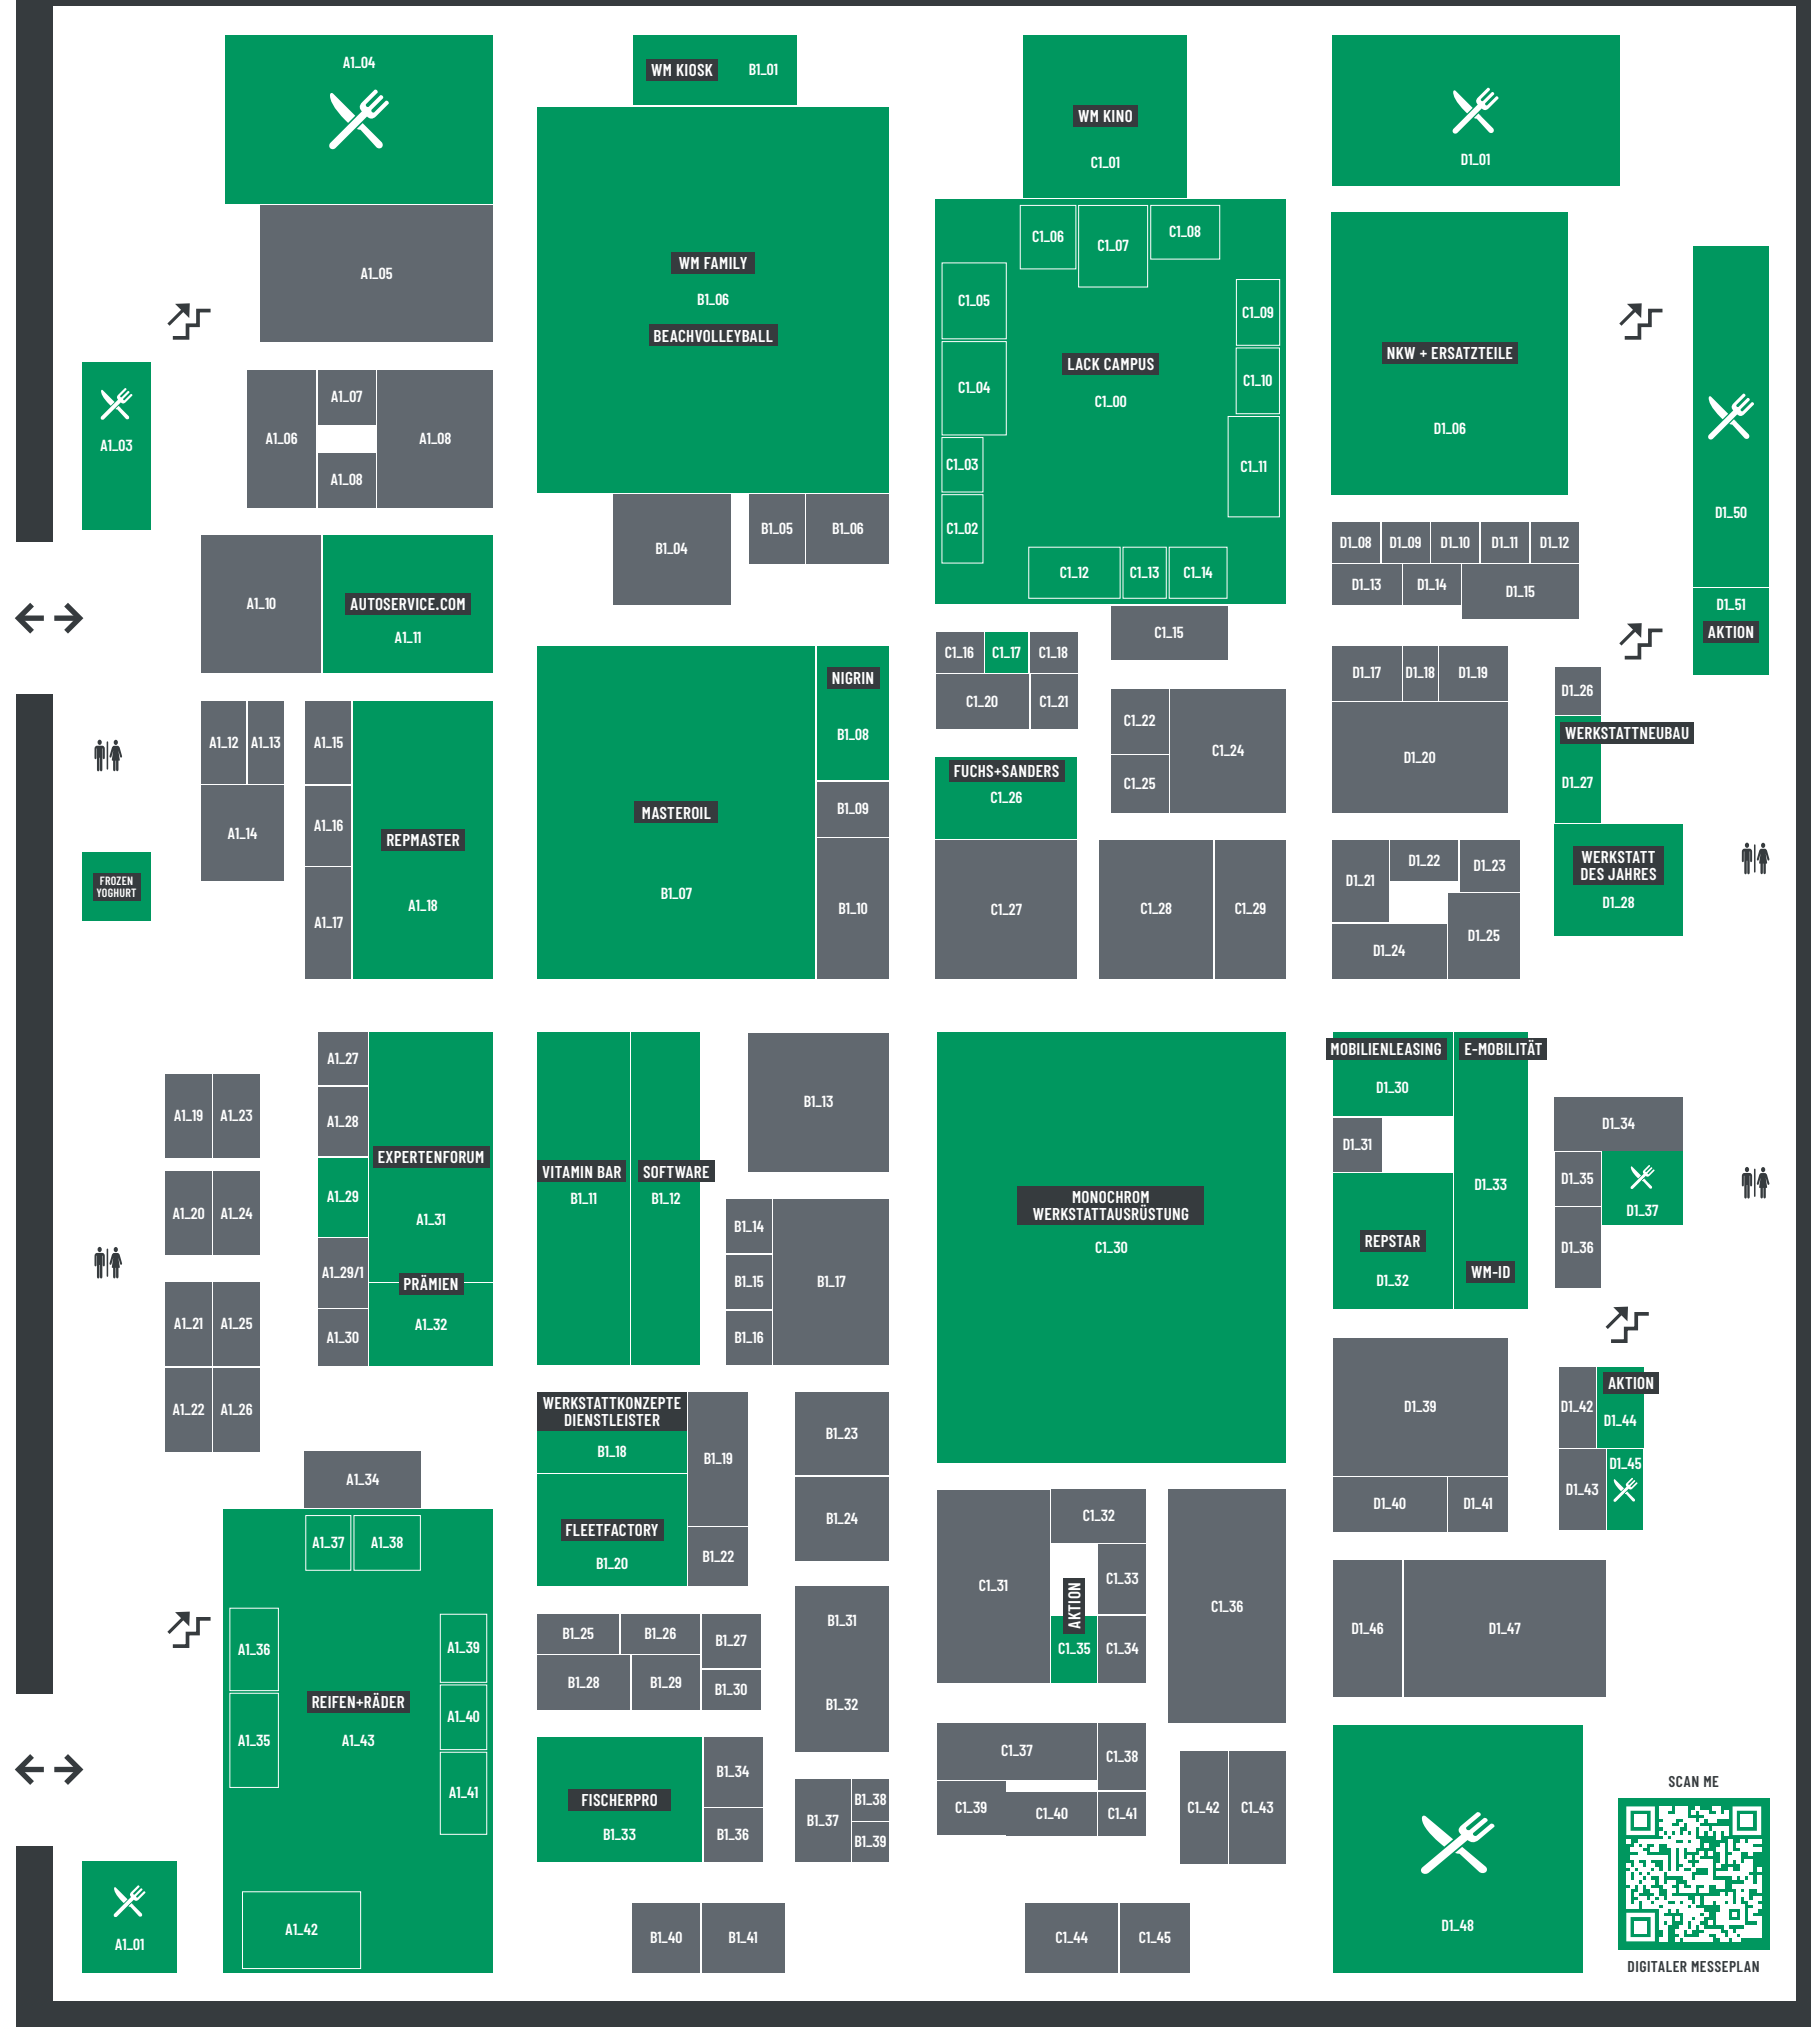 A1_04
A1_05
A1_03
A1_06
A1_07
A1_08
A1_08
A1_10
AUTOSERVICE.COM
A1_11
A1_12
A1_13
A1_14
A1_15
A1_16
A1_17
REPMASTER
A1_18
FROZEN
YOGHURT
A1_19
A1_23
A1_20
A1_24
A1_21
A1_25
A1_22
A1_26
A1_27
A1_28
A1_29
A1_29/1
A1_30
EXPERTENFORUM
A1_31
PRÄMIEN
A1_32
A1_34
A1_37
A1_38
A1_36
A1_35
A1_39
A1_40
A1_41
REIFEN+RÄDER
A1_43
A1_42
A1_01
WM KIOSK
B1_01
WM FAMILY
B1_06
BEACHVOLLEYBALL
B1_04
B1_05
B1_06
MASTEROIL
B1_07
NIGRIN
B1_08
B1_09
B1_10
VITAMIN BAR
B1_11
SOFTWARE
B1_12
B1_13
B1_14
B1_15
B1_16
B1_17
WERKSTATTKONZEPTE
DIENSTLEISTER
B1_18
B1_19
FLEETFACTORY
B1_20
B1_22
B1_23
B1_24
B1_25
B1_26
B1_27
B1_28
B1_29
B1_30
B1_31
B1_32
FISCHERPRO
B1_33
B1_34
B1_36
B1_37
B1_38
B1_39
B1_40
B1_41
WM KINO
C1_01
C1_06
C1_07
C1_08
C1_05
C1_04
C1_03
C1_02
C1_09
C1_10
C1_11
LACK CAMPUS
C1_00
C1_12
C1_13
C1_14
C1_15
C1_16
C1_17
C1_18
C1_20
C1_21
C1_22
C1_24
C1_25
FUCHS+SANDERS
C1_26
C1_27
C1_28
C1_29
MONOCHROM
WERKSTATTAUSRÜSTUNG
C1_30
C1_31
C1_32
C1_33
AKTION
C1_35
C1_34
C1_36
C1_37
C1_38
C1_39
C1_40
C1_41
C1_42
C1_43
C1_44
C1_45
D1_01
NKW + ERSATZTEILE
D1_06
D1_50
D1_51
AKTION
D1_08
D1_09
D1_10
D1_11
D1_12
D1_13
D1_14
D1_15
D1_17
D1_18
D1_19
D1_20
D1_26
WERKSTATTNEUBAU
D1_27
WERKSTATT
DES JAHRES
D1_28
D1_21
D1_22
D1_23
D1_24
D1_25
MOBILIENLEASING
D1_30
E-MOBILITÄT
D1_31
D1_33
REPSTAR
D1_32
WM-ID
D1_34
D1_35
D1_37
D1_36
D1_39
D1_40
D1_41
D1_42
AKTION
D1_44
D1_43
D1_45
D1_46
D1_47
D1_48
SCAN ME
DIGITALER MESSEPLAN